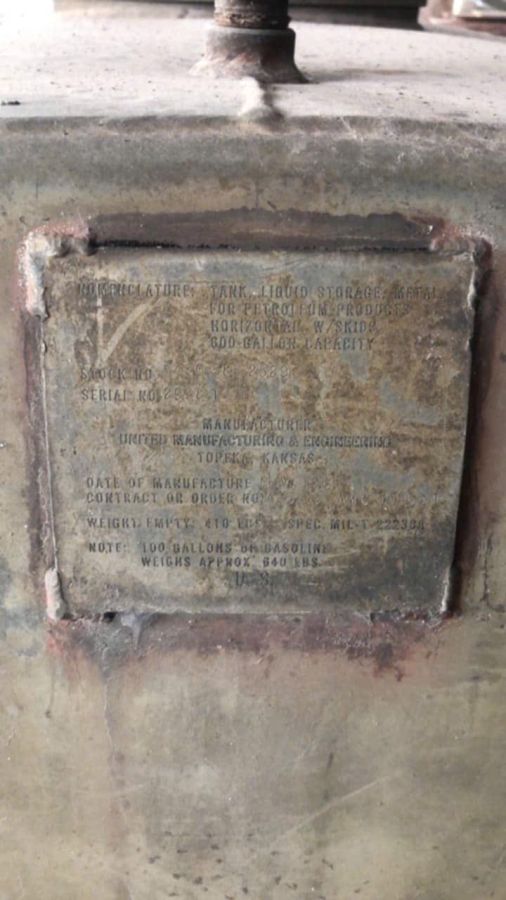 NOMENCLATURE: TANK, LIQUID STORAGE, METAL
FOR PETROLEUM PRODUCTS
HORIZONTAL W/SKIDS
600 GALLON CAPACITY
STOCK NO.
SERIAL NO.
MANUFACTURER
UNITED MANUFACTURING & ENGINEERING
TOPEKA, KANSAS
DATE OF MANUFACTURE
CONTRACT OR ORDER NO.
WEIGHT EMPTY: 410 LBS. SPEC. MIL-T-
NOTE: 100 GALLONS OF GASOLINE
WEIGHS APPROX 640 LBS.
U S